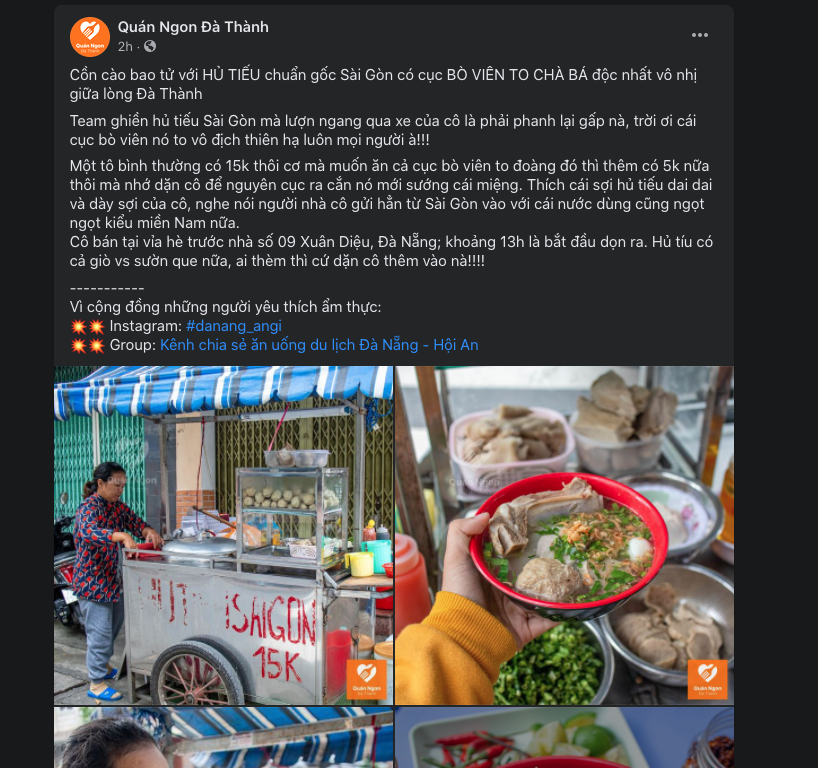 Quán Ngon Đà Thành
2h ·
Cồn cào bao tử với HỦ TIẾU chuẩn gốc Sài Gòn có cục BÒ VIÊN TO CHÀ BÁ độc nhất vô nhị
giữa lòng Đà Thành
Team ghiền hủ tiếu Sài Gòn mà lượn ngang qua xe của cô là phải phanh lại gấp nà, trời ơi cái
cục bò viên nó to vô địch thiên hạ luôn mọi người à!!!
Một tô bình thường có 15k thôi cơ mà muốn ăn cả cục bò viên to đoàng đó thì thêm có 5k nữa
thôi mà nhớ dặn cô để nguyên cục ra cắn nó mới sướng cái miệng. Thích cái sợi hủ tiếu dai dai
và dày sợi của cô, nghe nói người nhà cô gửi hẳn từ Sài Gòn vào với cái nước dùng cũng ngọt
ngọt kiểu miền Nam nữa.
Cô bán tại vỉa hè trước nhà số 09 Xuân Diệu, Đà Nẵng; khoảng 13h là bắt đầu dọn ra. Hủ tíu có
cả giò vs sườn que nữa, ai thèm thì cứ dặn cô thêm vào nà!!!!
-----------
Vì cộng đồng những người yêu thích ẩm thực:
💥💥 Instagram: #danang_angi
💥💥 Group: Kênh chia sẻ ăn uống du lịch Đà Nẵng - Hội An
SAIGON
15K
Quán Ngon
Đà Thành
Quán Ngon
Đà Thành